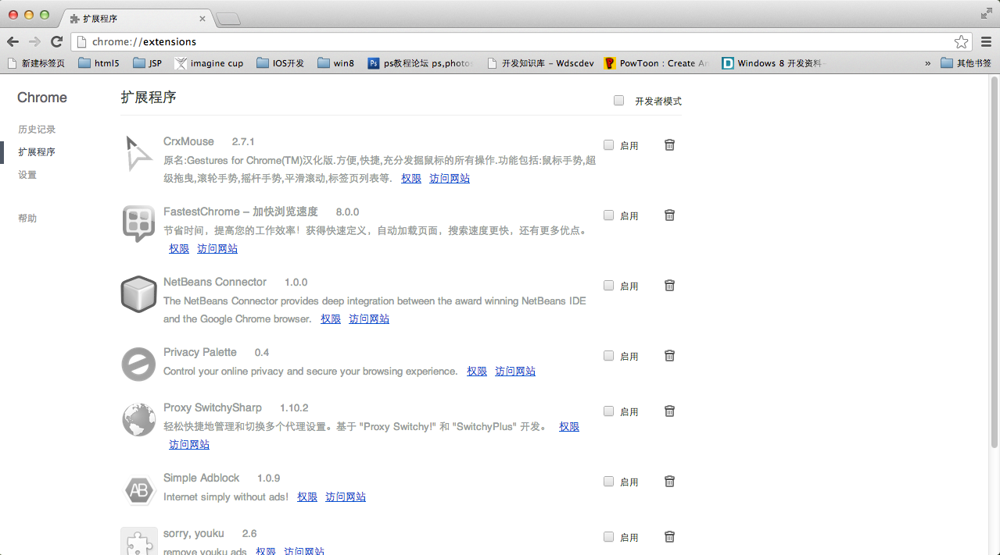 扩展程序
chrome://extensions
新建标签页 html5 JSP imagine cup IOS开发 win8 Ps ps教程论坛 ps,photos 开发知识库 - Wdscdev PowToon : Create An Windows 8 开发资料- » 其他书签
Chrome
历史记录
扩展程序
设置
帮助
扩展程序 开发者模式
CrxMouse 2.7.1 启用
原名:Gestures for Chrome(TM)汉化版.方便,快捷,充分发掘鼠标的所有操作.功能包括:鼠标手势,超
级拖曳,滚轮手势,摇杆手势,平滑滚动,标签页列表等. 权限 访问网站
FastestChrome – 加快浏览速度 8.0.0 启用
节省时间，提高您的工作效率！获得快速定义，自动加载页面，搜索速度更快，还有更多优点。
权限 访问网站
NetBeans Connector 1.0.0 启用
The NetBeans Connector provides deep integration between the award winning NetBeans IDE
and the Google Chrome browser. 权限 访问网站
Privacy Palette 0.4 启用
Control your online privacy and secure your browsing experience. 权限 访问网站
Proxy SwitchySharp 1.10.2 启用
轻松快捷地管理和切换多个代理设置。基于 "Proxy Switchy!" 和 "SwitchyPlus" 开发。 权限
访问网站
AB
Simple Adblock 1.0.9 启用
Internet simply without ads! 权限 访问网站
sorry, youku 2.6 启用
remove youku ads 权限 访问网站